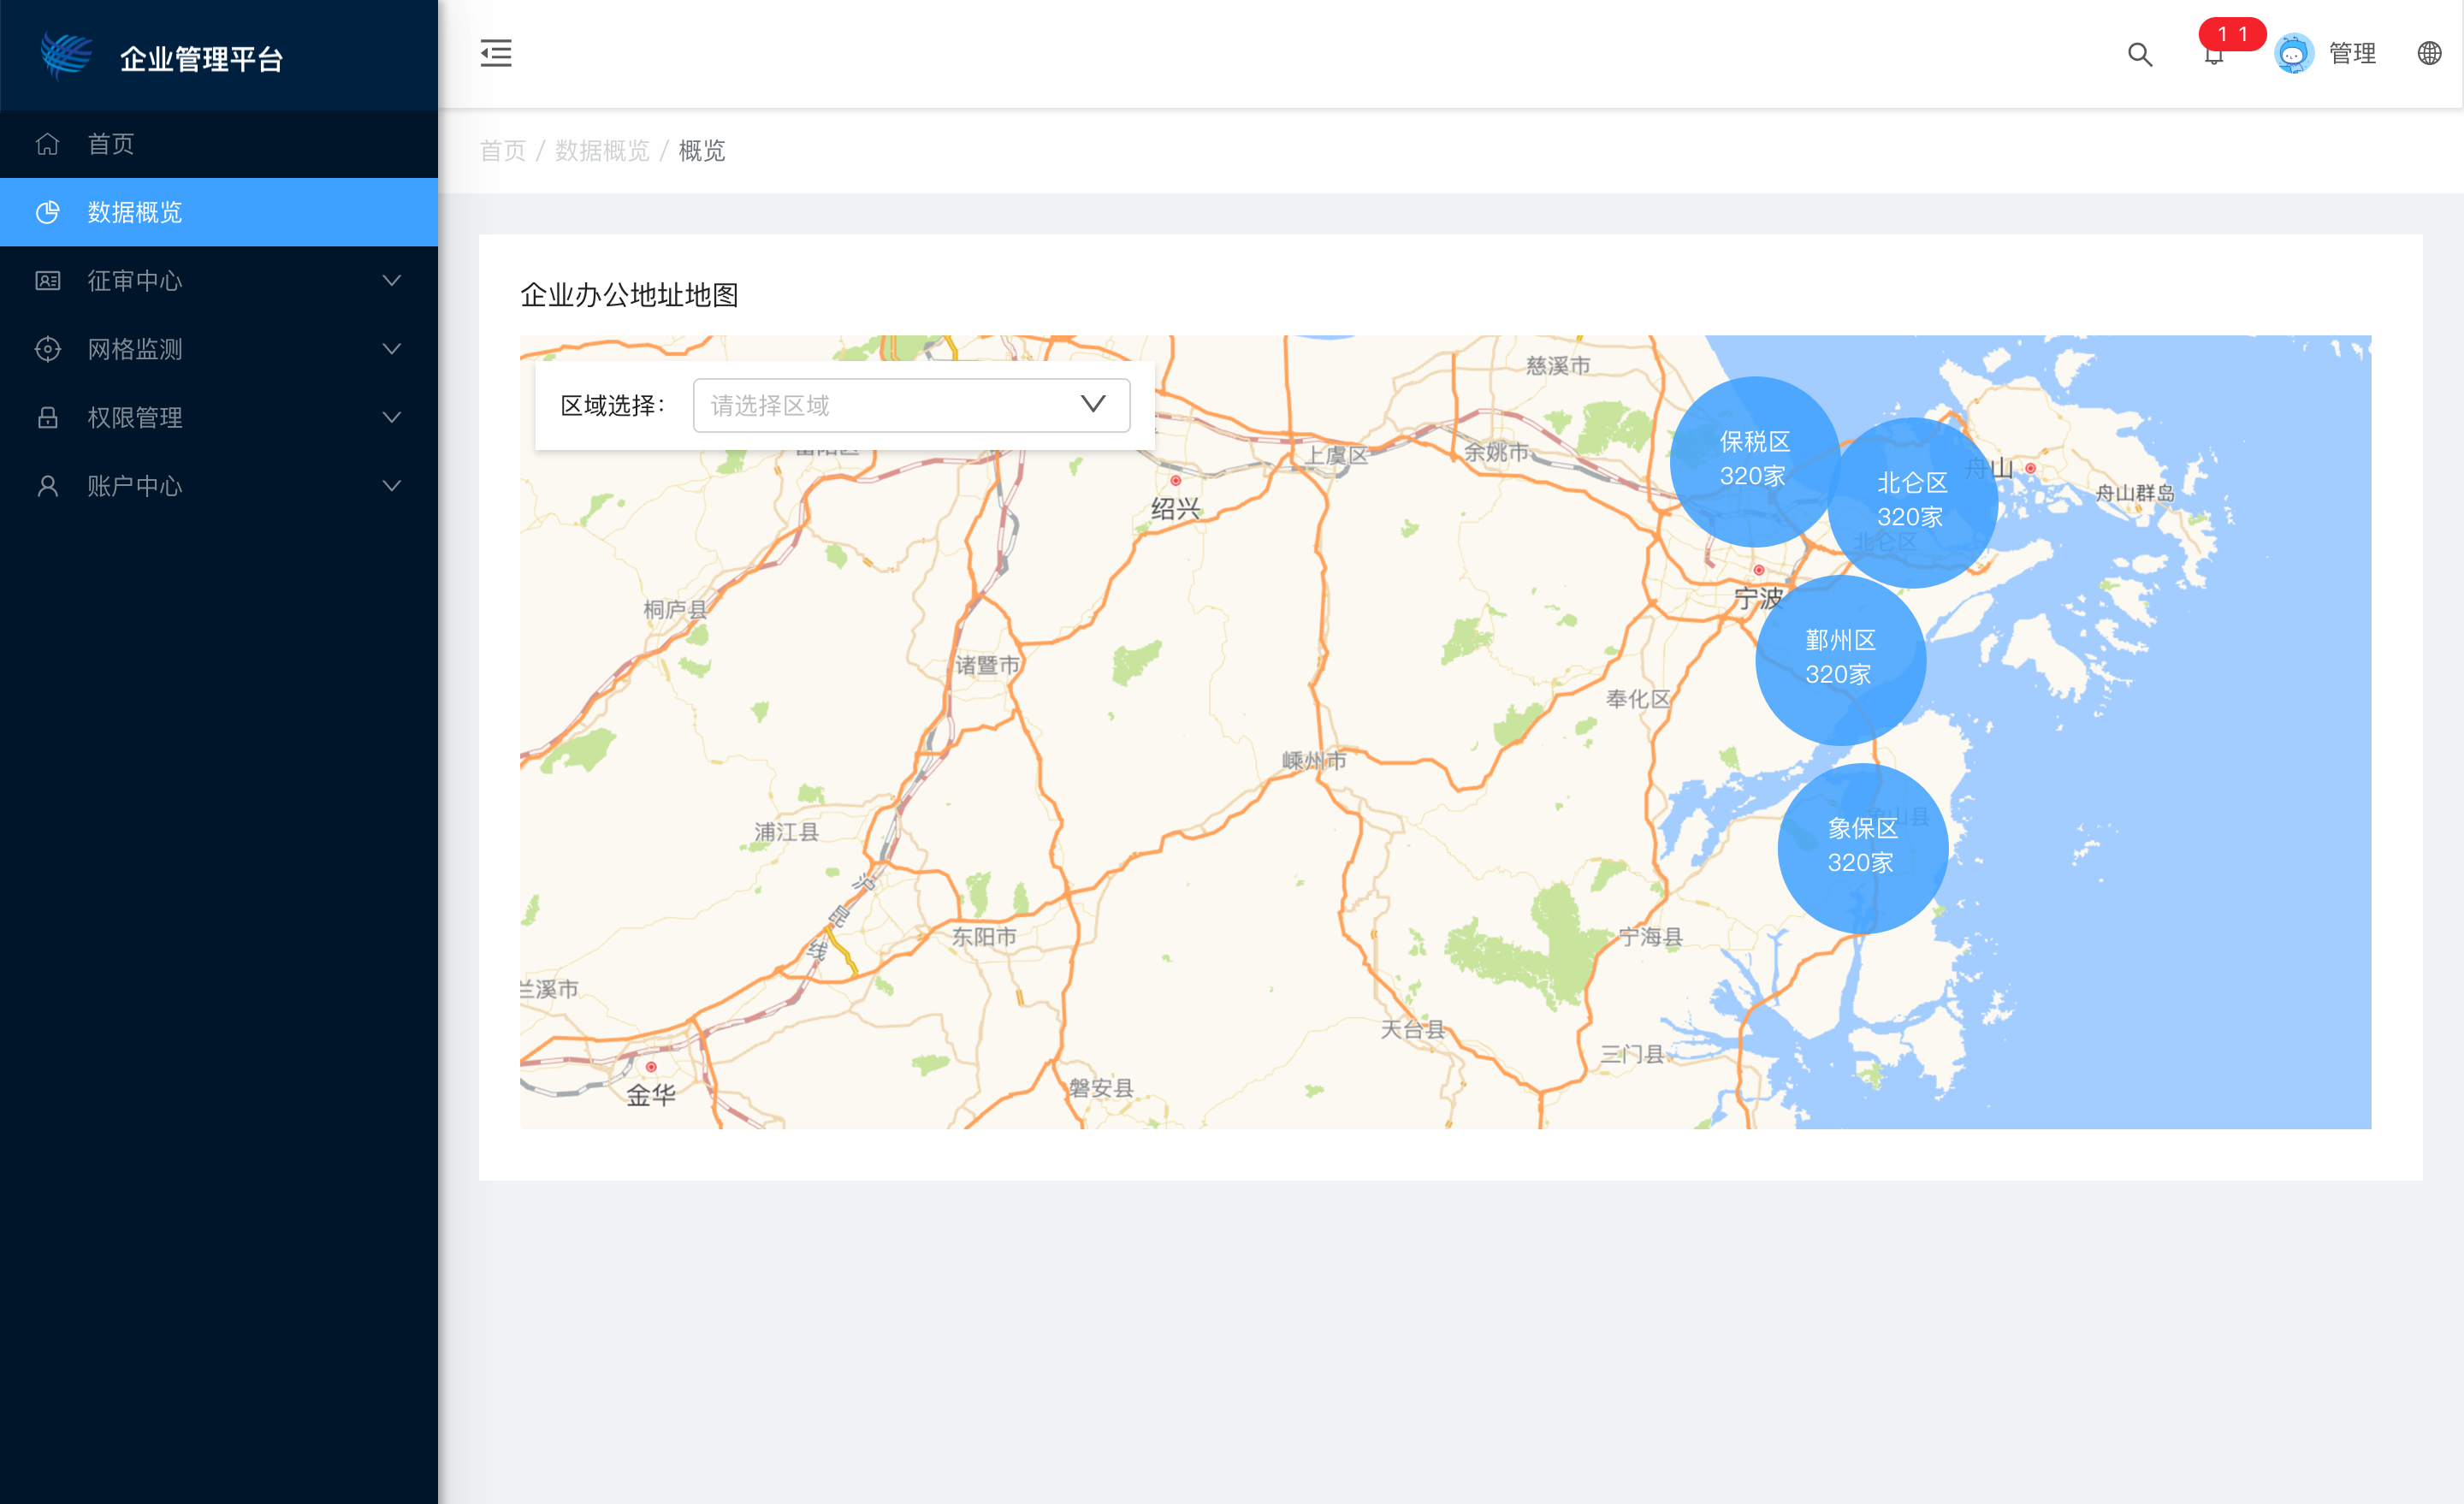 企业管理平台
首页
数据概览
征审中心
网格监测
权限管理
账户中心
11
管理
首页 / 数据概览 / 概览
企业办公地址地图
区域选择：
请选择区域
慈溪市
上虞区
余姚市
绍兴
保税区
320家
北仑区
320家
舟山
舟山群岛
北仑区
宁波
桐庐县
诸暨市
鄞州区
320家
奉化区
嵊州市
浦江县
象保区
320家
沪昆线
东阳市
宁海县
兰溪市
天台县
三门县
金华
磐安县